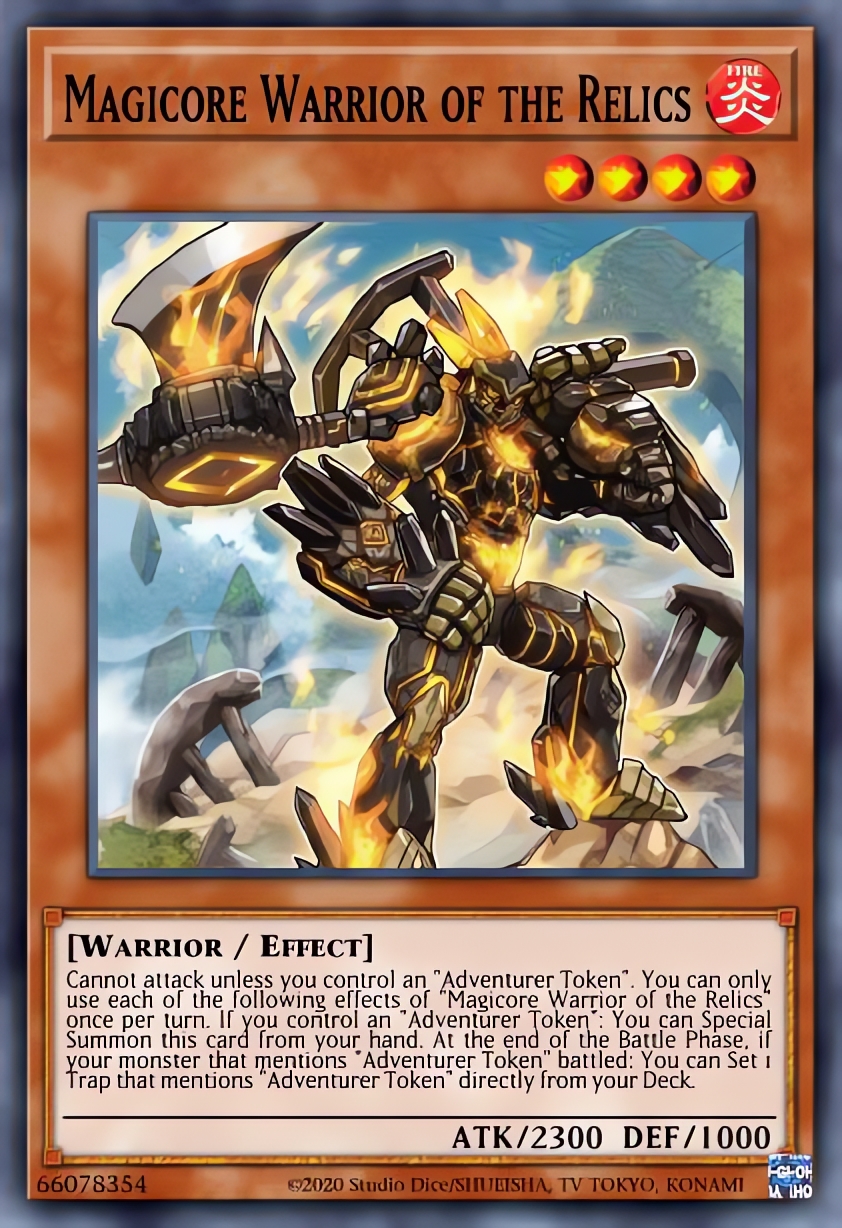 Magicore Warrior of the Relics
FIRE
炎
[Warrior / Effect]
Cannot attack unless you control an "Adventurer Token". You can only
use each of the following effects of "Magicore Warrior of the Relics"
once per turn. If you control an "Adventurer Token": You can Special
Summon this card from your hand. At the end of the Battle Phase, if
your monster that mentions "Adventurer Token" battled: You can Set 1
Trap that mentions "Adventurer Token" directly from your Deck.
ATK/2300 DEF/1000
66078354
©2020 Studio Dice/SHUEISHA, TV TOKYO, KONAMI